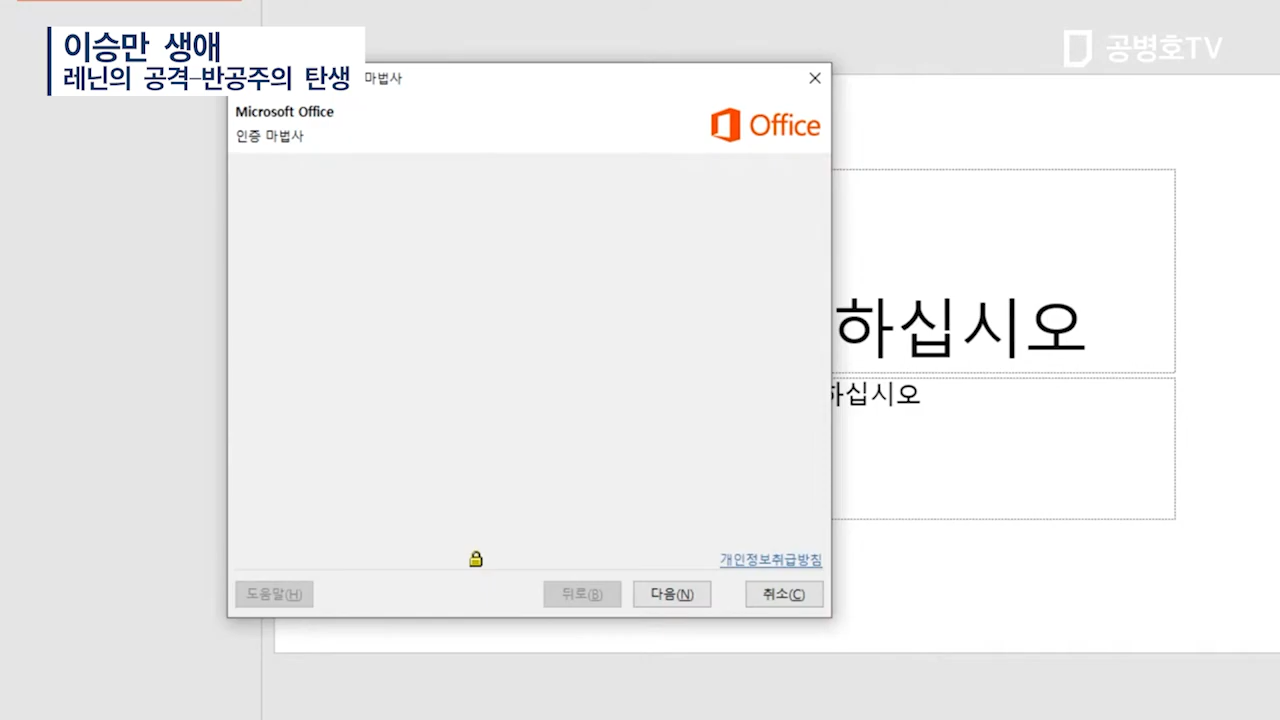 이승만 생애
레닌의 공격-반공주의 탄생
공병호TV
마법사
Microsoft Office
인증 마법사
Office
하십시오
하십시오
개인정보취급방침
도움말(H)
뒤로(B)
다음(N)
취소(C)